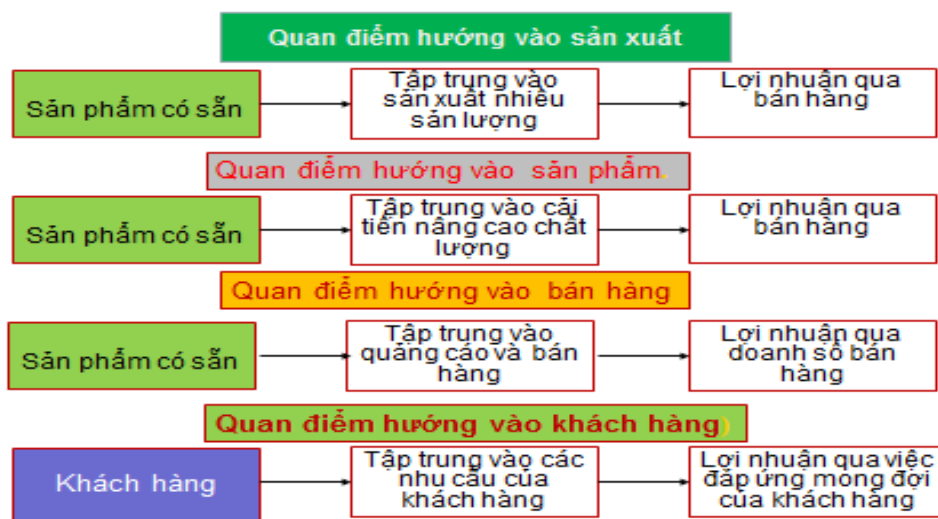 Quan điểm hướng vào sản xuất
Sản phẩm có sẵn
Tập trung vào
sản xuất nhiều
sản lượng
Lợi nhuận qua
bán hàng
Quan điểm hướng vào sản phẩm.
Sản phẩm có sẵn
Tập trung vào cải
tiến nâng cao chất
lượng
Lợi nhuận qua
bán hàng
Quan điểm hướng vào bán hàng
Sản phẩm có sẵn
Tập trung vào
quảng cáo và bán
hàng
Lợi nhuận qua
doanh số bán
hàng
Quan điểm hướng vào khách hàng)
Khách hàng
Tập trung vào các
nhu cầu của
khách hàng
Lợi nhuận qua việc
đáp ứng mong đợi
của khách hàng